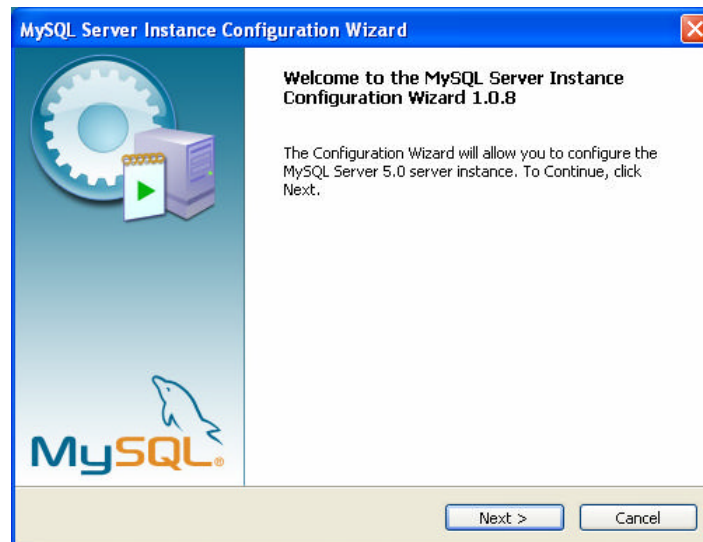 MySQL Server Instance Configuration Wizard
Welcome to the MySQL Server Instance
Configuration Wizard 1.0.8
The Configuration Wizard will allow you to configure the
MySQL Server 5.0 server instance. To Continue, click
Next.
MySQL®
Next >
Cancel